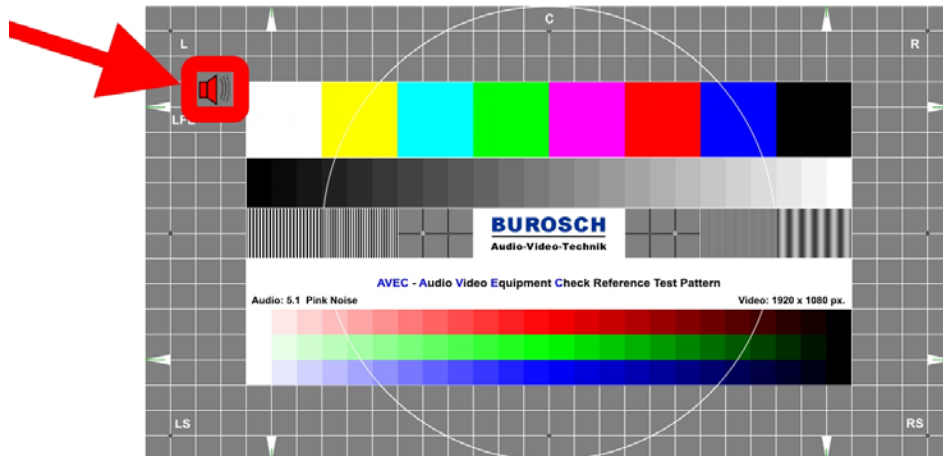 C
L
R
LFE
BUROSCH
Audio-Video-Technik
AVEC - Audio Video Equipment Check Reference Test Pattern
Audio: 5.1 Pink Noise
Video: 1920 x 1080 px.
LS
RS